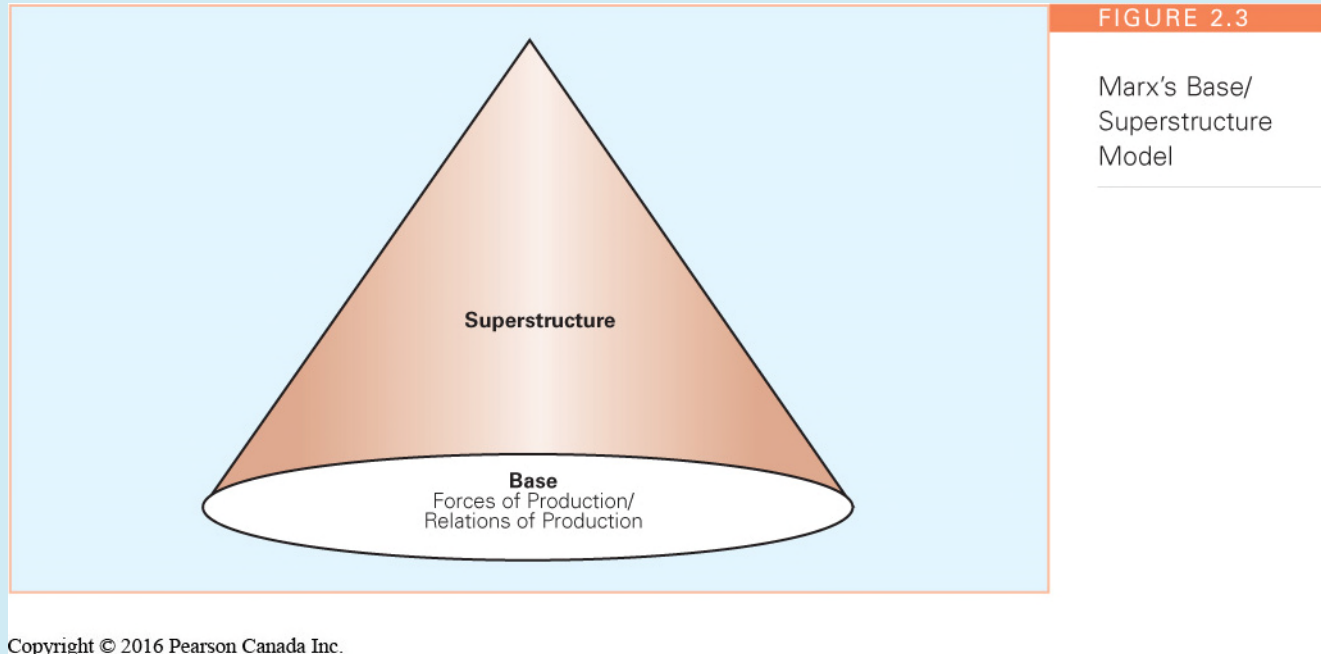 FIGURE 2.3
Marx's Base/
Superstructure
Model
Superstructure
Base
Forces of Production/
Relations of Production
Copyright © 2016 Pearson Canada Inc.